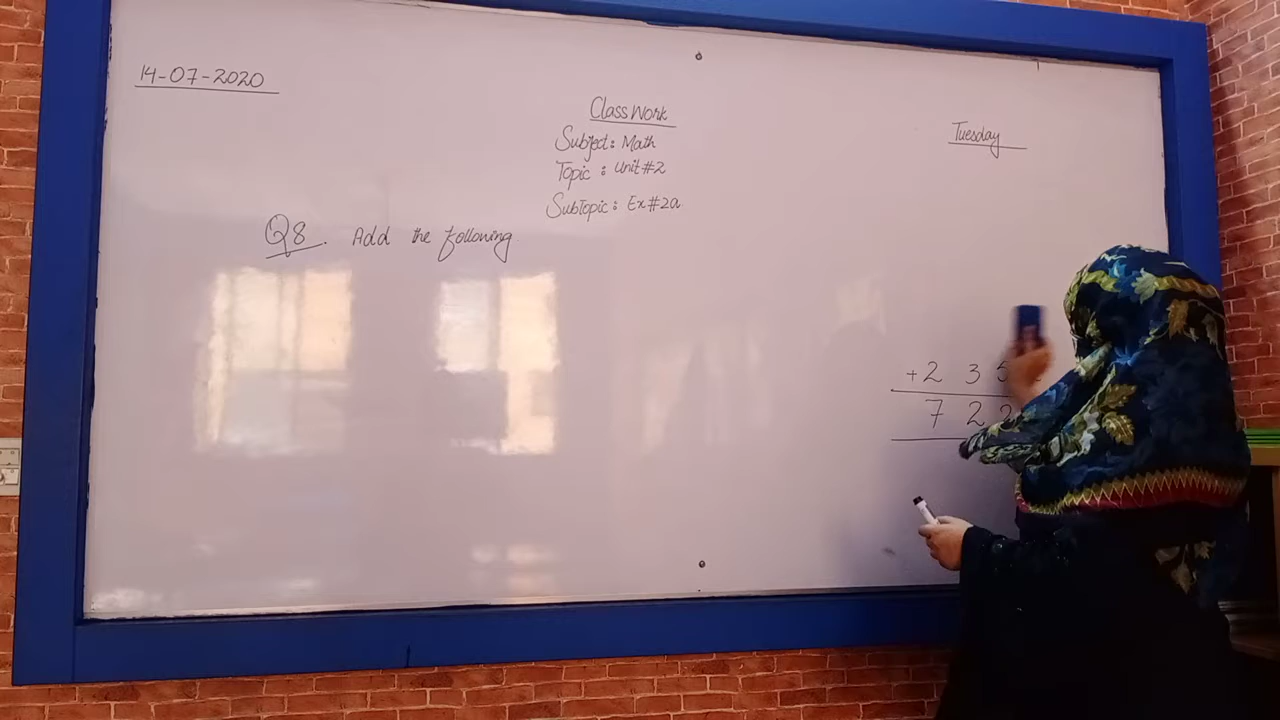 14-07-2020
Class Work
Tuesday
Subject: Math
Topic: Unit #2
SubTopic: Ex #2a
Q8. Add the following
+ 2 3 5
7 2 2